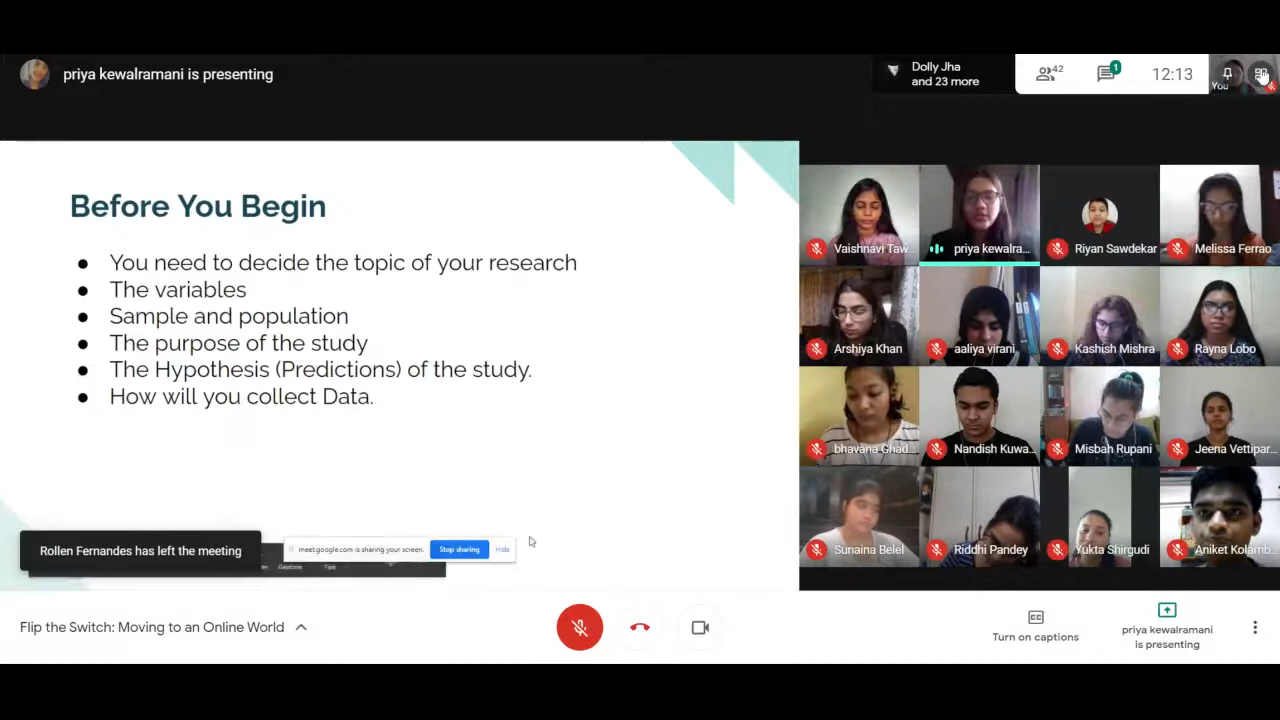 priya kewalramani is presenting
Dolly Jha
and 23 more
42
1
12:13
You
Before You Begin
● You need to decide the topic of your research
● The variables
● Sample and population
● The purpose of the study
● The Hypothesis (Predictions) of the study.
● How will you collect Data.
Vaishnavi Taw...
priya kewalra...
Riyan Sawdekar
Melissa Ferrao
Arshiya Khan
aaliya virani
Kashish Mishra
Rayna Lobo
bhavana Ghad...
Nandish Kuwa...
Misbah Rupani
Jeena Vettipar...
Sunaina Belel
Riddhi Pandey
Yukta Shirgudi
Aniket Kolamb...
Rollen Fernandes has left the meeting
meet.google.com is sharing your screen.
Stop sharing
Hide
Captions
Flip the Switch: Moving to an Online World
CC
Turn on captions
priya kewalramani
is presenting